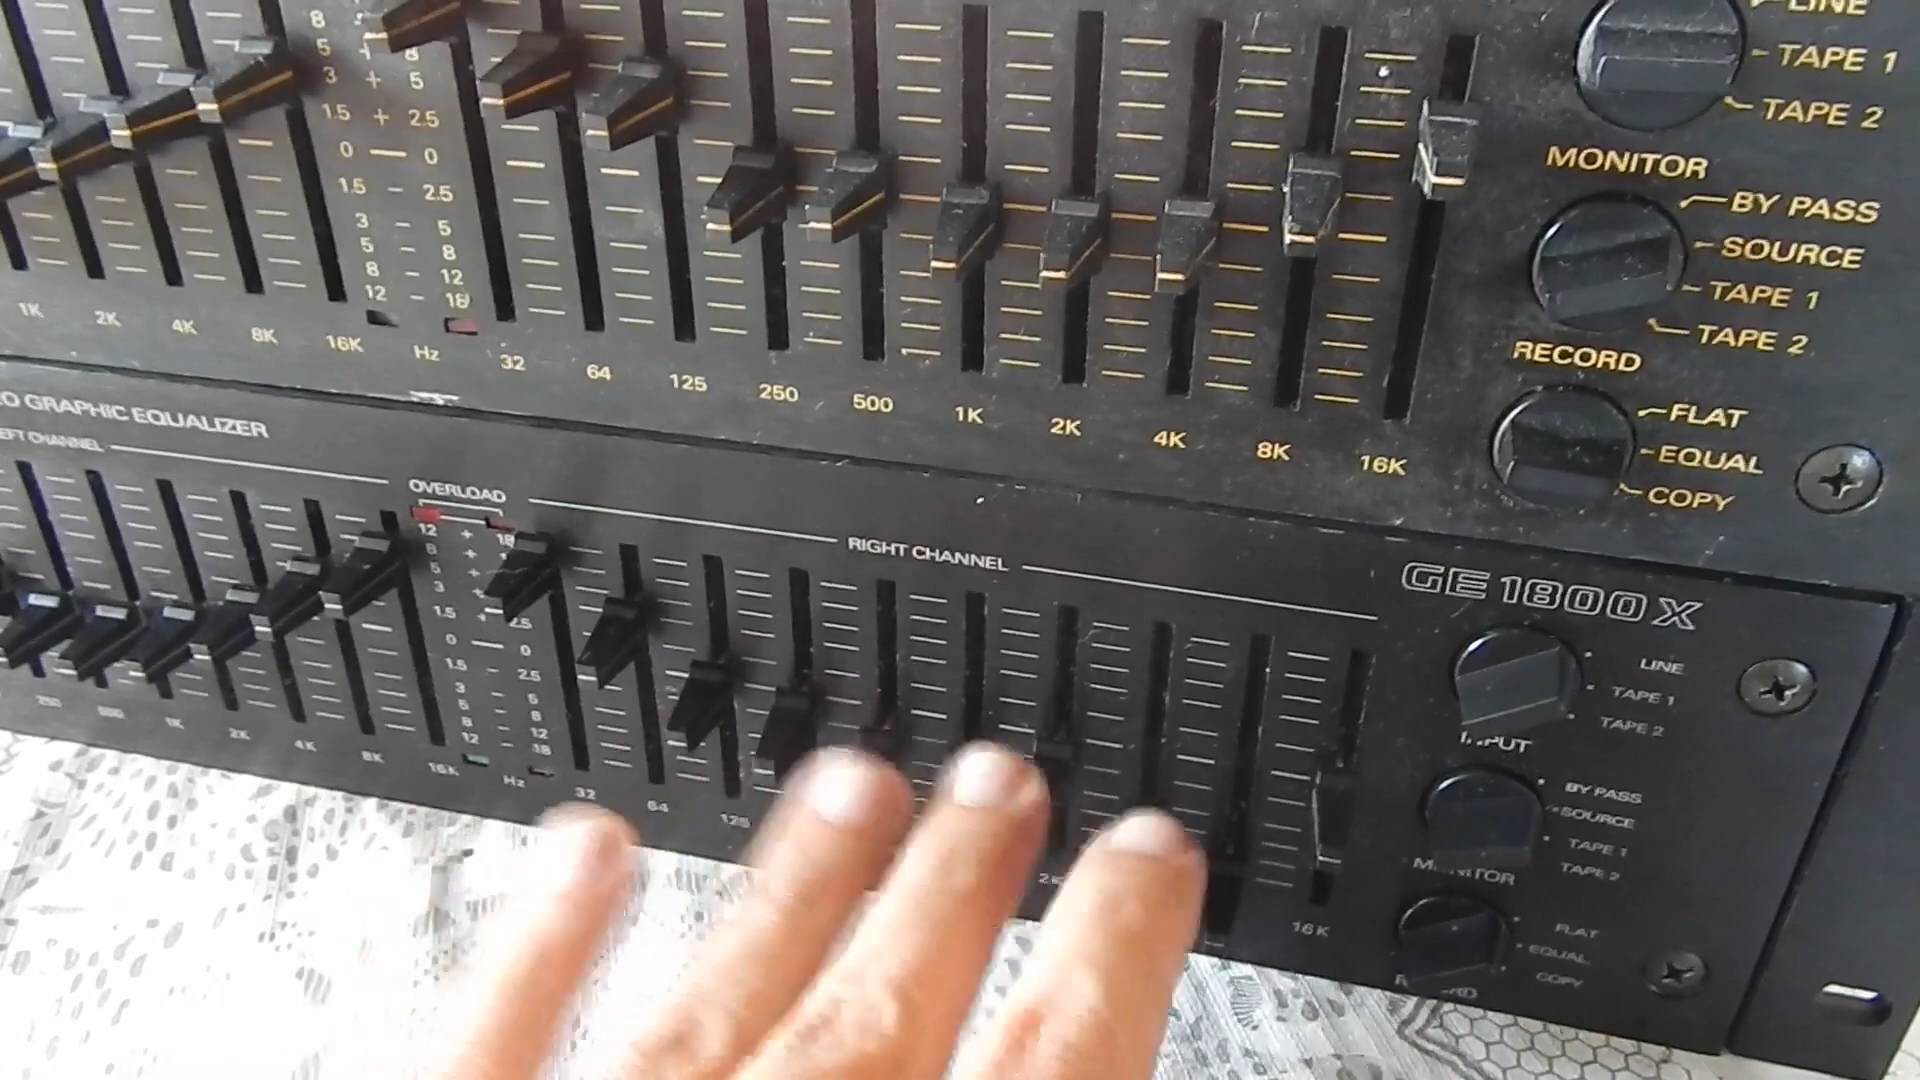 LINE
TAPE 1
TAPE 2
MONITOR
BY PASS
SOURCE
TAPE 1
TAPE 2
RECORD
FLAT
EQUAL
COPY
8 8
5 + 5
3
1.5 + 2.5
0 — 0
1.5 - 2.5
3 - 5
5 - 8
8 - 12
12 - 18
1K 2K 4K 8K 16K Hz 32 64 125 250 500 1K 2K 4K 8K 16K
GRAPHIC EQUALIZER
CHANNEL
OVERLOAD
RIGHT CHANNEL
GE 1800X
12 + 18
8 +
5 +
3 +
1.5 + 2.5
0 — 0
1.5 - 2.5
3 - 5
5 - 8
8 - 12
12 - 18
250 500 1K 2K 4K 8K 16K Hz 32 64 125 16K
LINE
TAPE 1
TAPE 2
BY PASS
SOURCE
TAPE 1
TAPE 2
FLAT
EQUAL
COPY